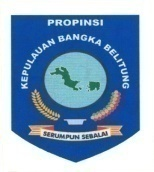 PROPINSI
KEPULAUAN BANGKA BELITUNG
SERUMPUN SEBALAI